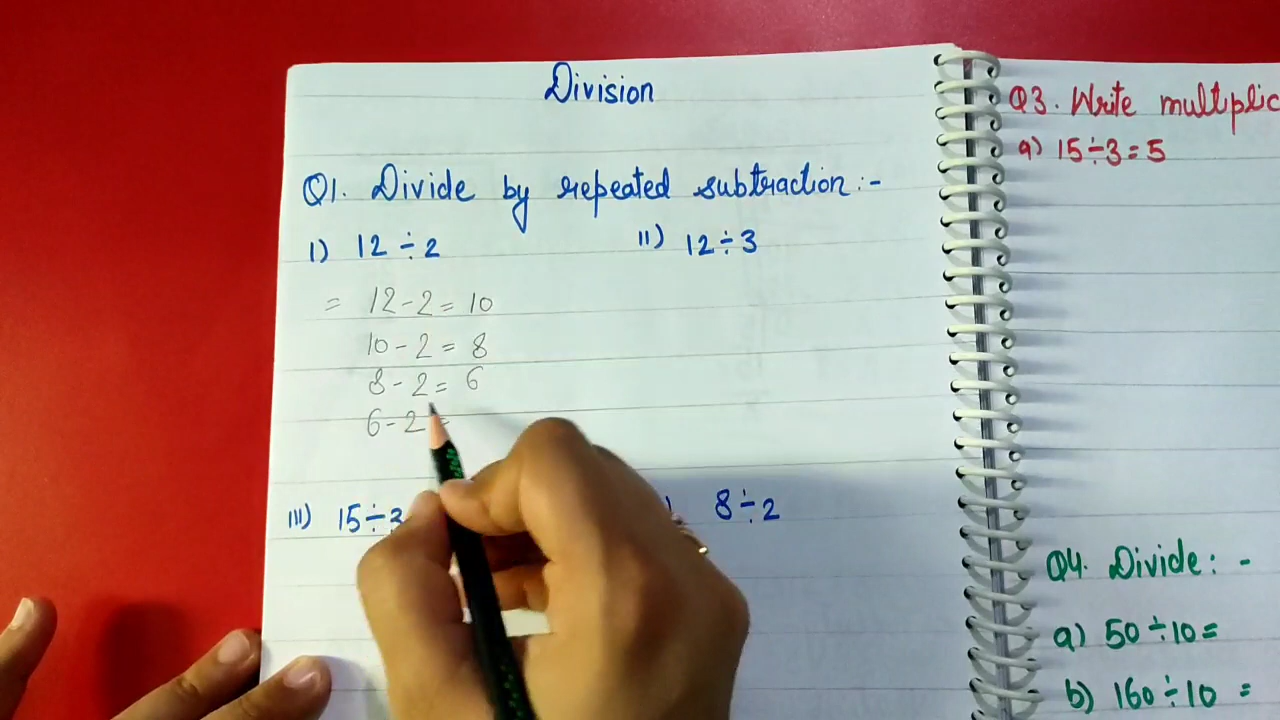 Division
Q1. Divide by repeated subtraction:-
I) 12 ÷ 2
II) 12÷3
= 12 - 2 = 10
10 - 2 = 8
8 - 2 = 6
6 - 2 =
III) 15÷3
8÷2
Q3. Write multiplic
a) 15÷3=5
Q4. Divide: -
a) 50÷10=
b) 160÷10 =